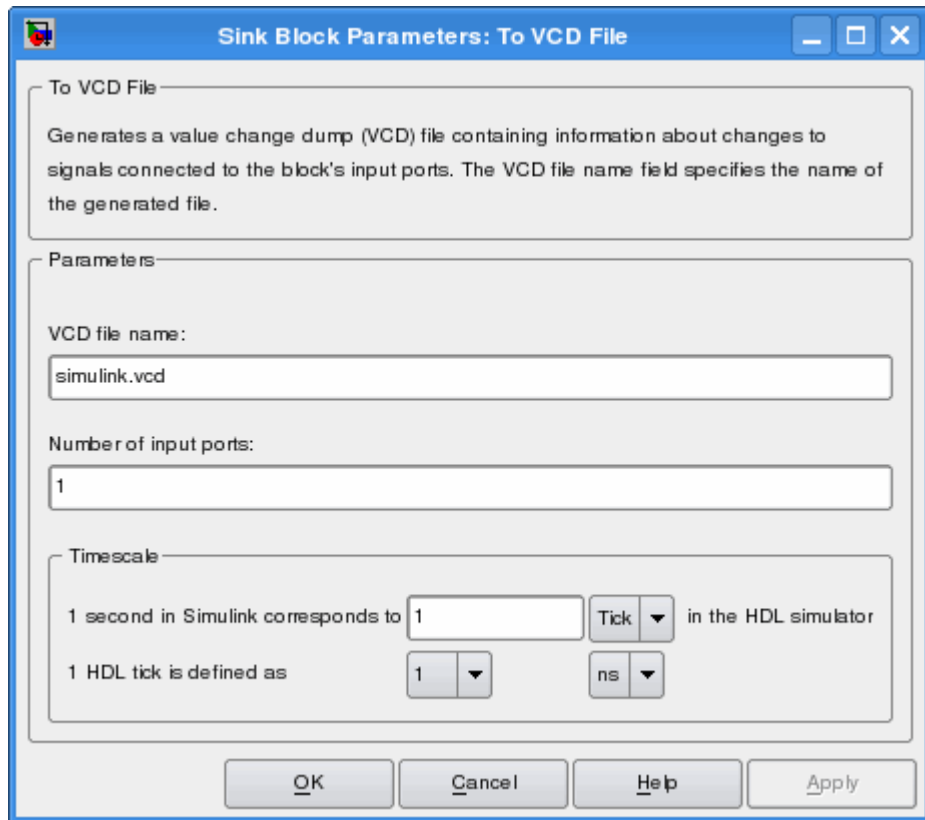 Sink Block Parameters: To VCD File
To VCD File
Generates a value change dump (VCD) file containing information about changes to
signals connected to the block's input ports. The VCD file name field specifies the name of
the generated file.
Parameters
VCD file name:
simulink.vcd
Number of input ports:
1
Timescale
1 second in Simulink corresponds to 1 Tick in the HDL simulator
1 HDL tick is defined as 1 ns
OK Cancel Help Apply